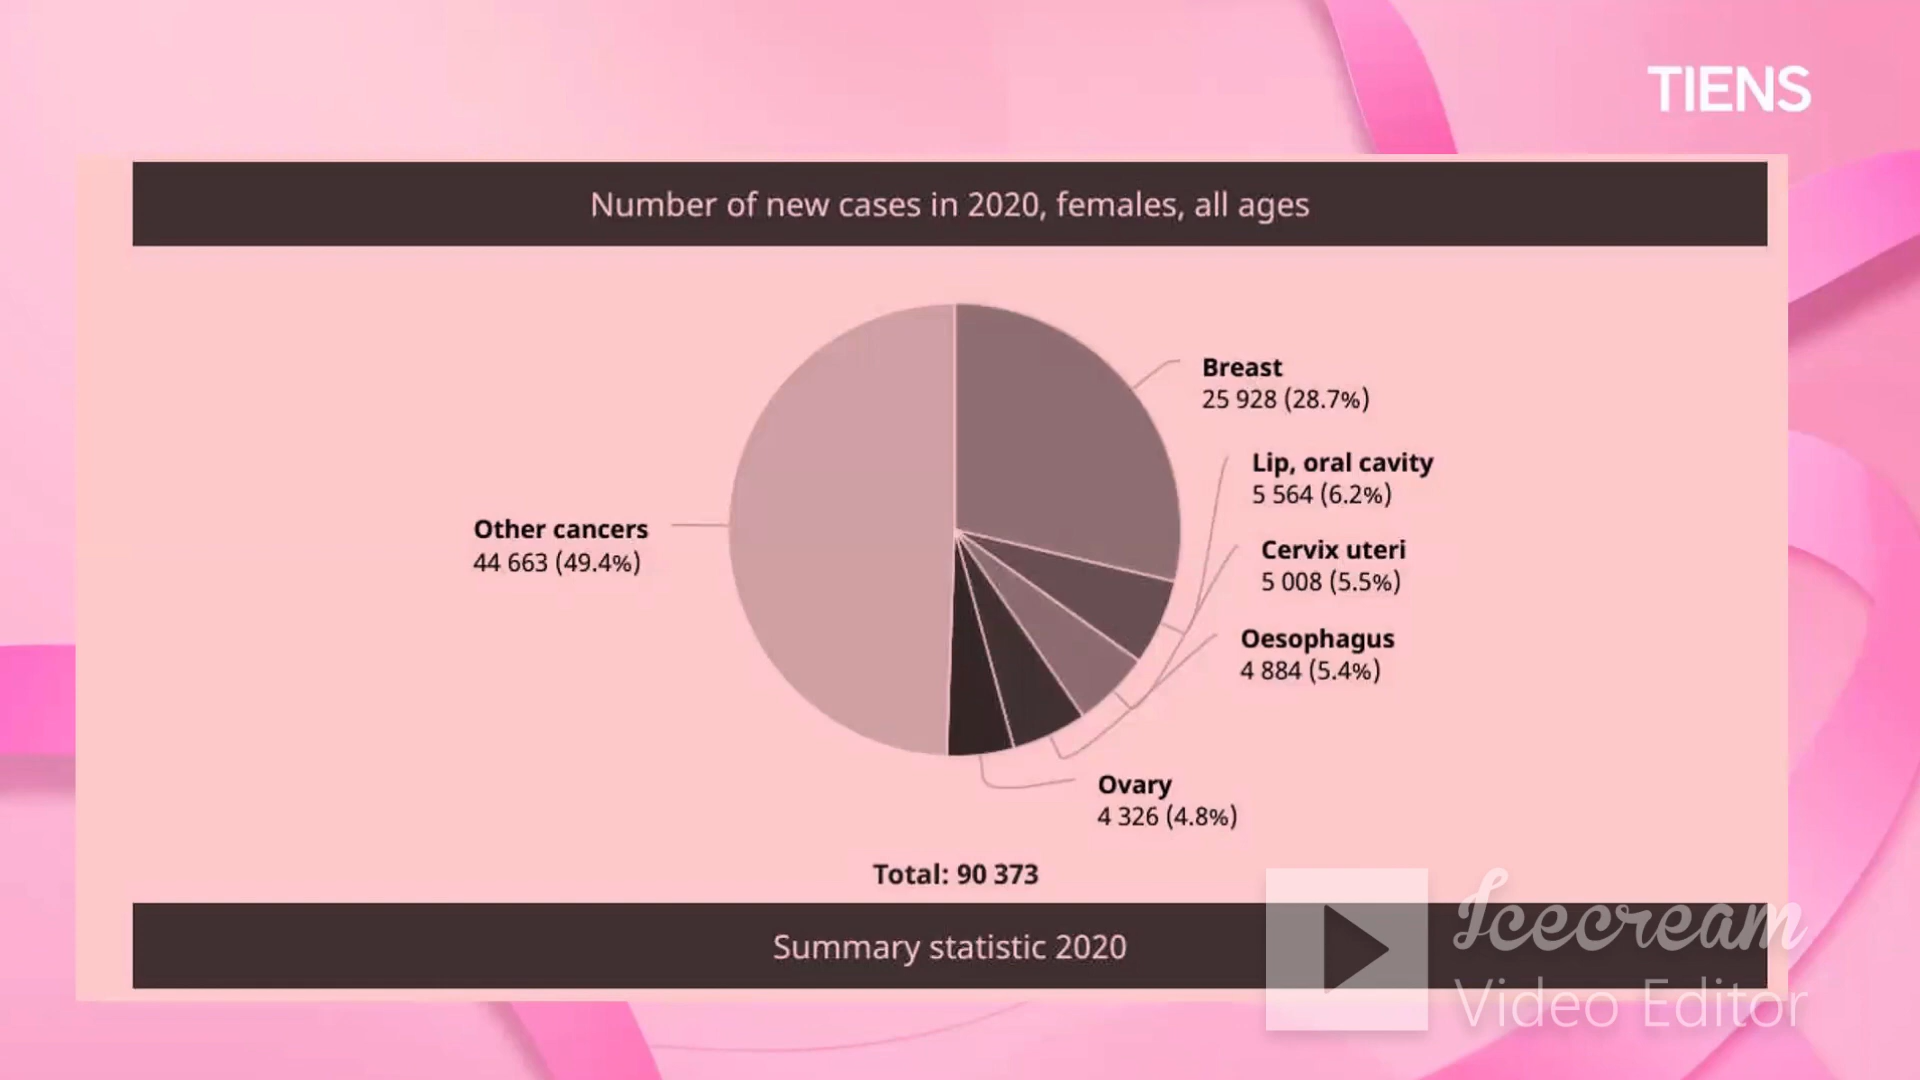 TIENS
Number of new cases in 2020, females, all ages
Breast
25 928 (28.7%)
Lip, oral cavity
5 564 (6.2%)
Cervix uteri
5 008 (5.5%)
Oesophagus
4 884 (5.4%)
Ovary
4 326 (4.8%)
Other cancers
44 663 (49.4%)
Total: 90 373
Summary statistic 2020
Icecream
Video Editor